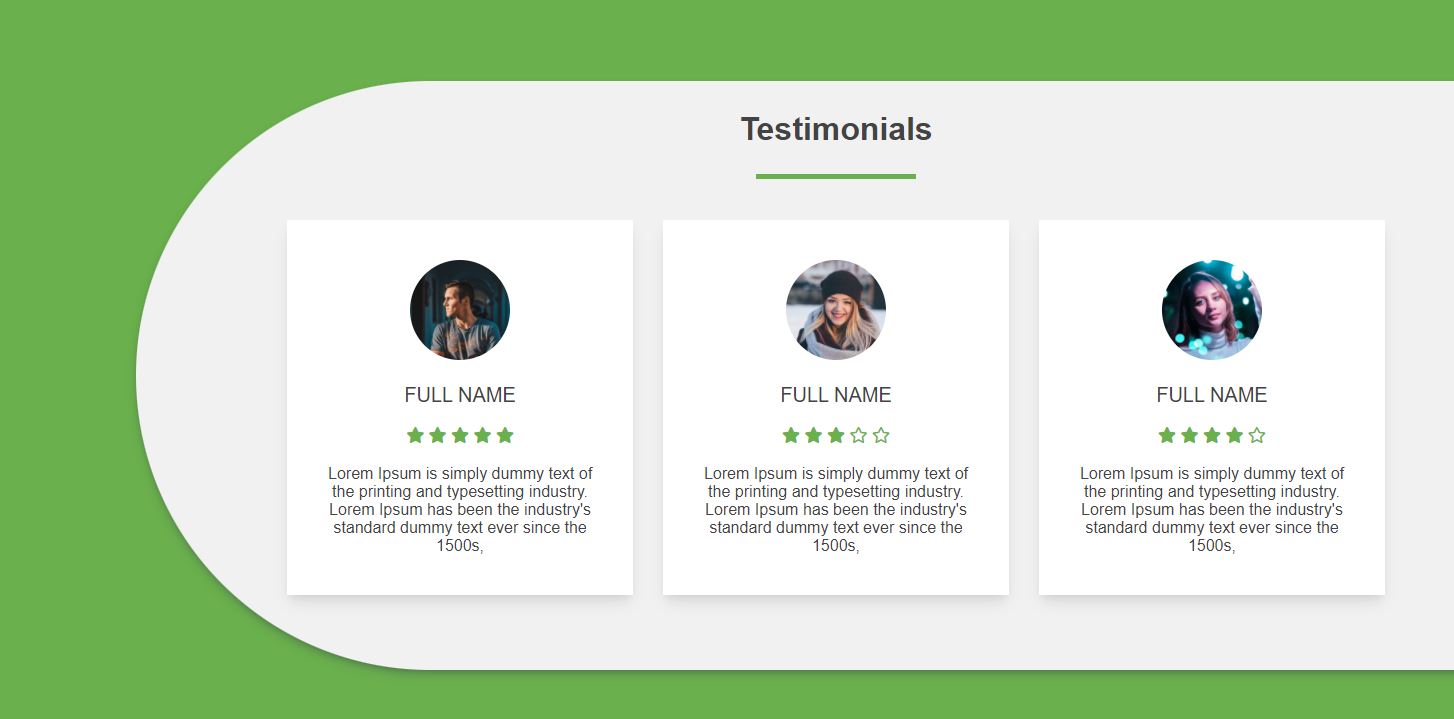 Testimonials
FULL NAME
Lorem Ipsum is simply dummy text of
the printing and typesetting industry.
Lorem Ipsum has been the industry's
standard dummy text ever since the
1500s,
FULL NAME
Lorem Ipsum is simply dummy text of
the printing and typesetting industry.
Lorem Ipsum has been the industry's
standard dummy text ever since the
1500s,
FULL NAME
Lorem Ipsum is simply dummy text of
the printing and typesetting industry.
Lorem Ipsum has been the industry's
standard dummy text ever since the
1500s,